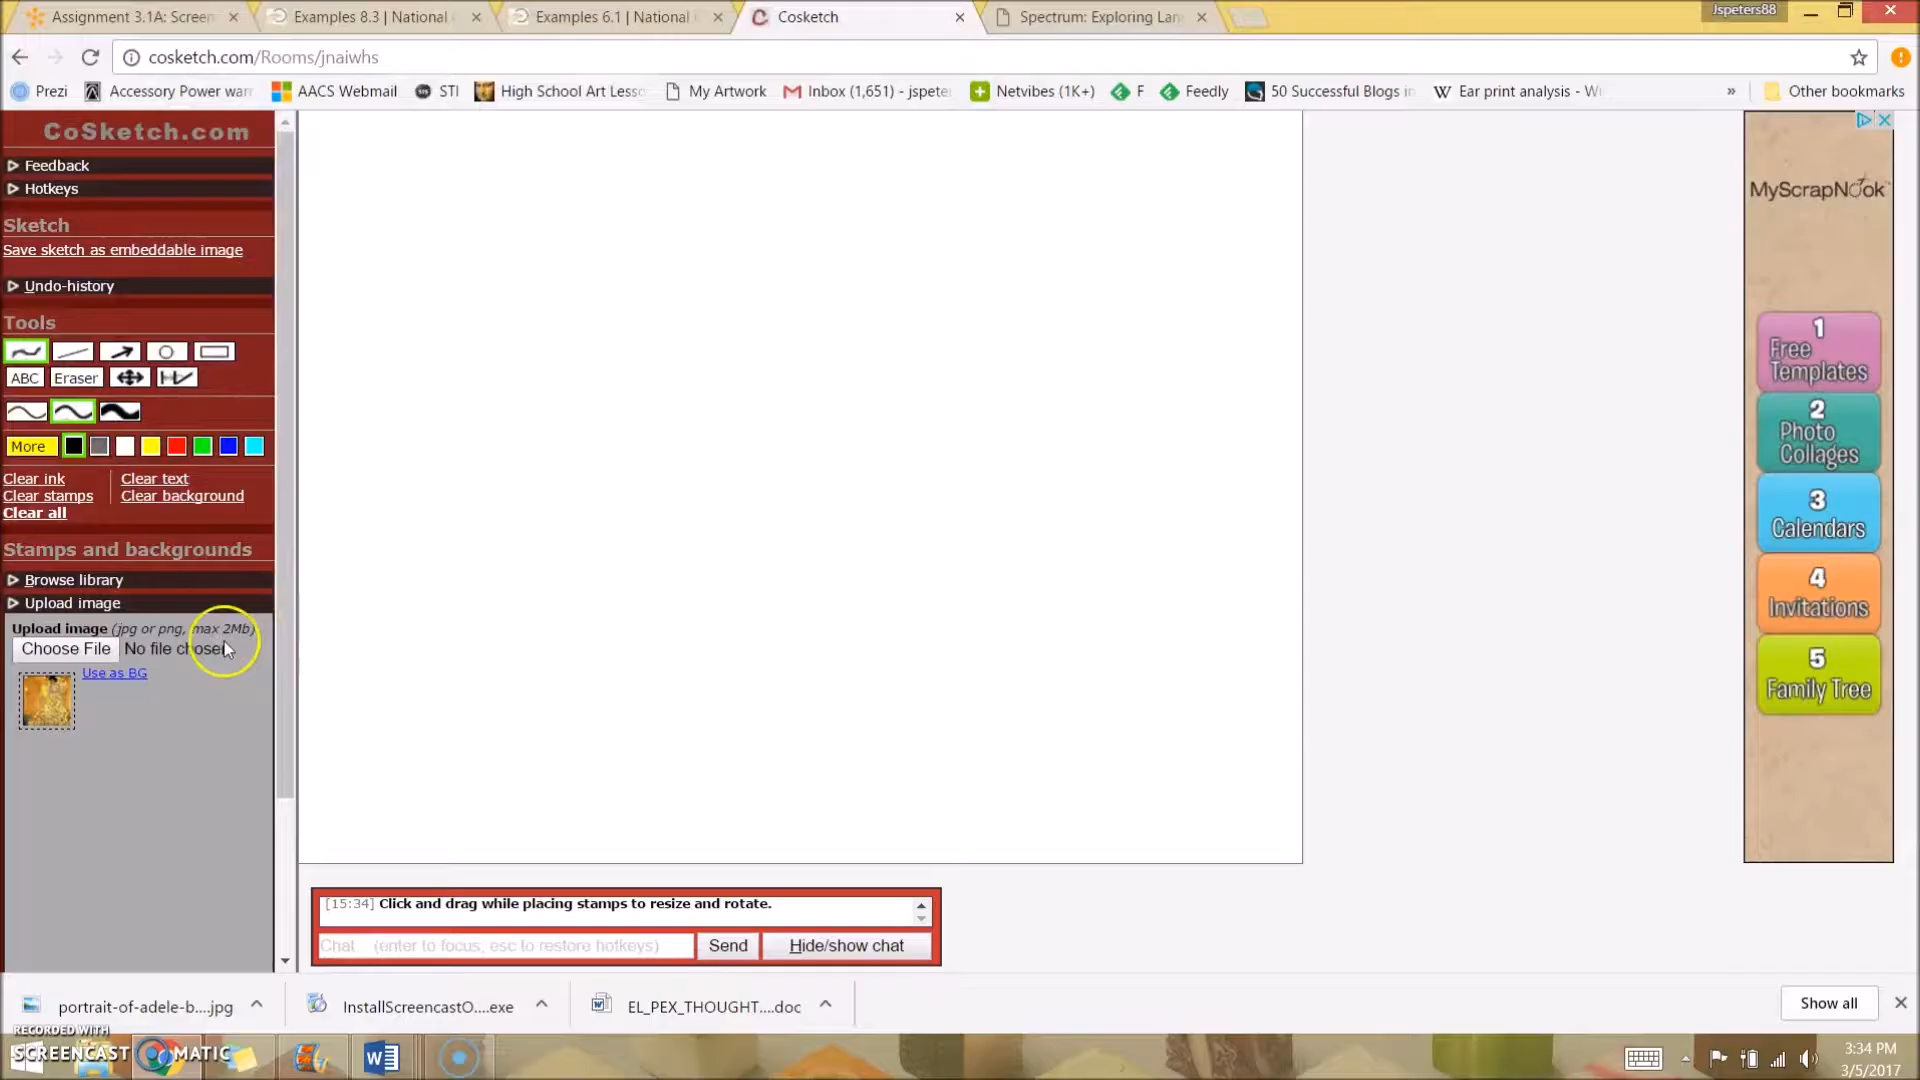 Assignment 3.1A: Screen
Examples 8.3 | National
Examples 6.1 | National
Cosketch
Spectrum: Exploring Lan
Jspeters88
cosketch.com/Rooms/jnaiwhs
Prezi
Accessory Power warr
AACS Webmail
STI
High School Art Lesso
My Artwork
Inbox (1,651) - jspete
Netvibes (1K+)
F
Feedly
50 Successful Blogs i
W Ear print analysis - W
»
Other bookmarks
CoSketch.com
Feedback
Hotkeys
Sketch
Save sketch as embeddable image
Undo-history
Tools
ABC Eraser
More
Clear ink Clear text
Clear stamps Clear background
Clear all
Stamps and backgrounds
Browse library
Upload image
Upload image (jpg or png, max 2Mb)
Choose File No file chosen
Use as BG
[15:34] Click and drag while placing stamps to resize and rotate.
Chat (enter to focus, esc to restore hotkeys)
Send
Hide/show chat
MyScrapNook
1
Free
Templates
2
Photo
Collages
3
Calendars
4
Invitations
5
Family Tree
portrait-of-adele-b....jpg
InstallScreencastO....exe
EL_PEX_THOUGHT....doc
Show all
RECORDED WITH
SCREENCAST MATIC
3:34 PM
3/5/2017